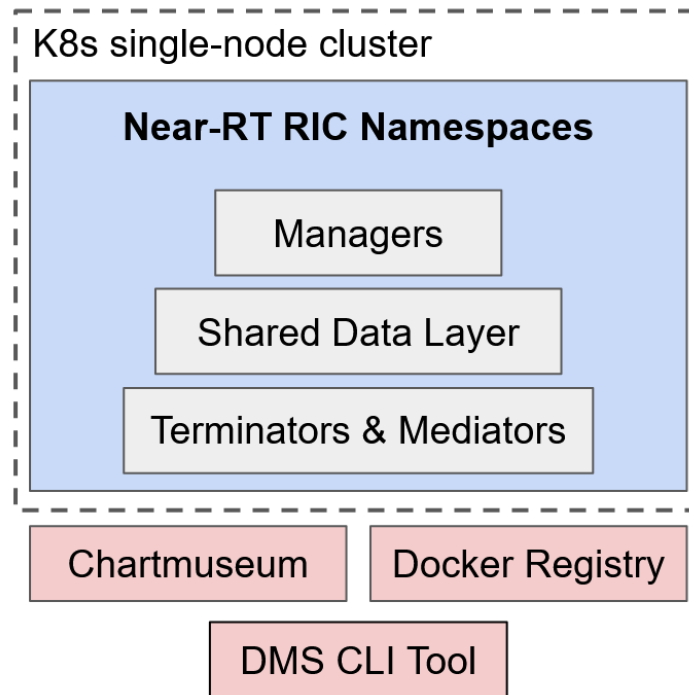 K8s single-node cluster
Near-RT RIC Namespaces
Managers
Shared Data Layer
Terminators & Mediators
Chartmuseum
Docker Registry
DMS CLI Tool